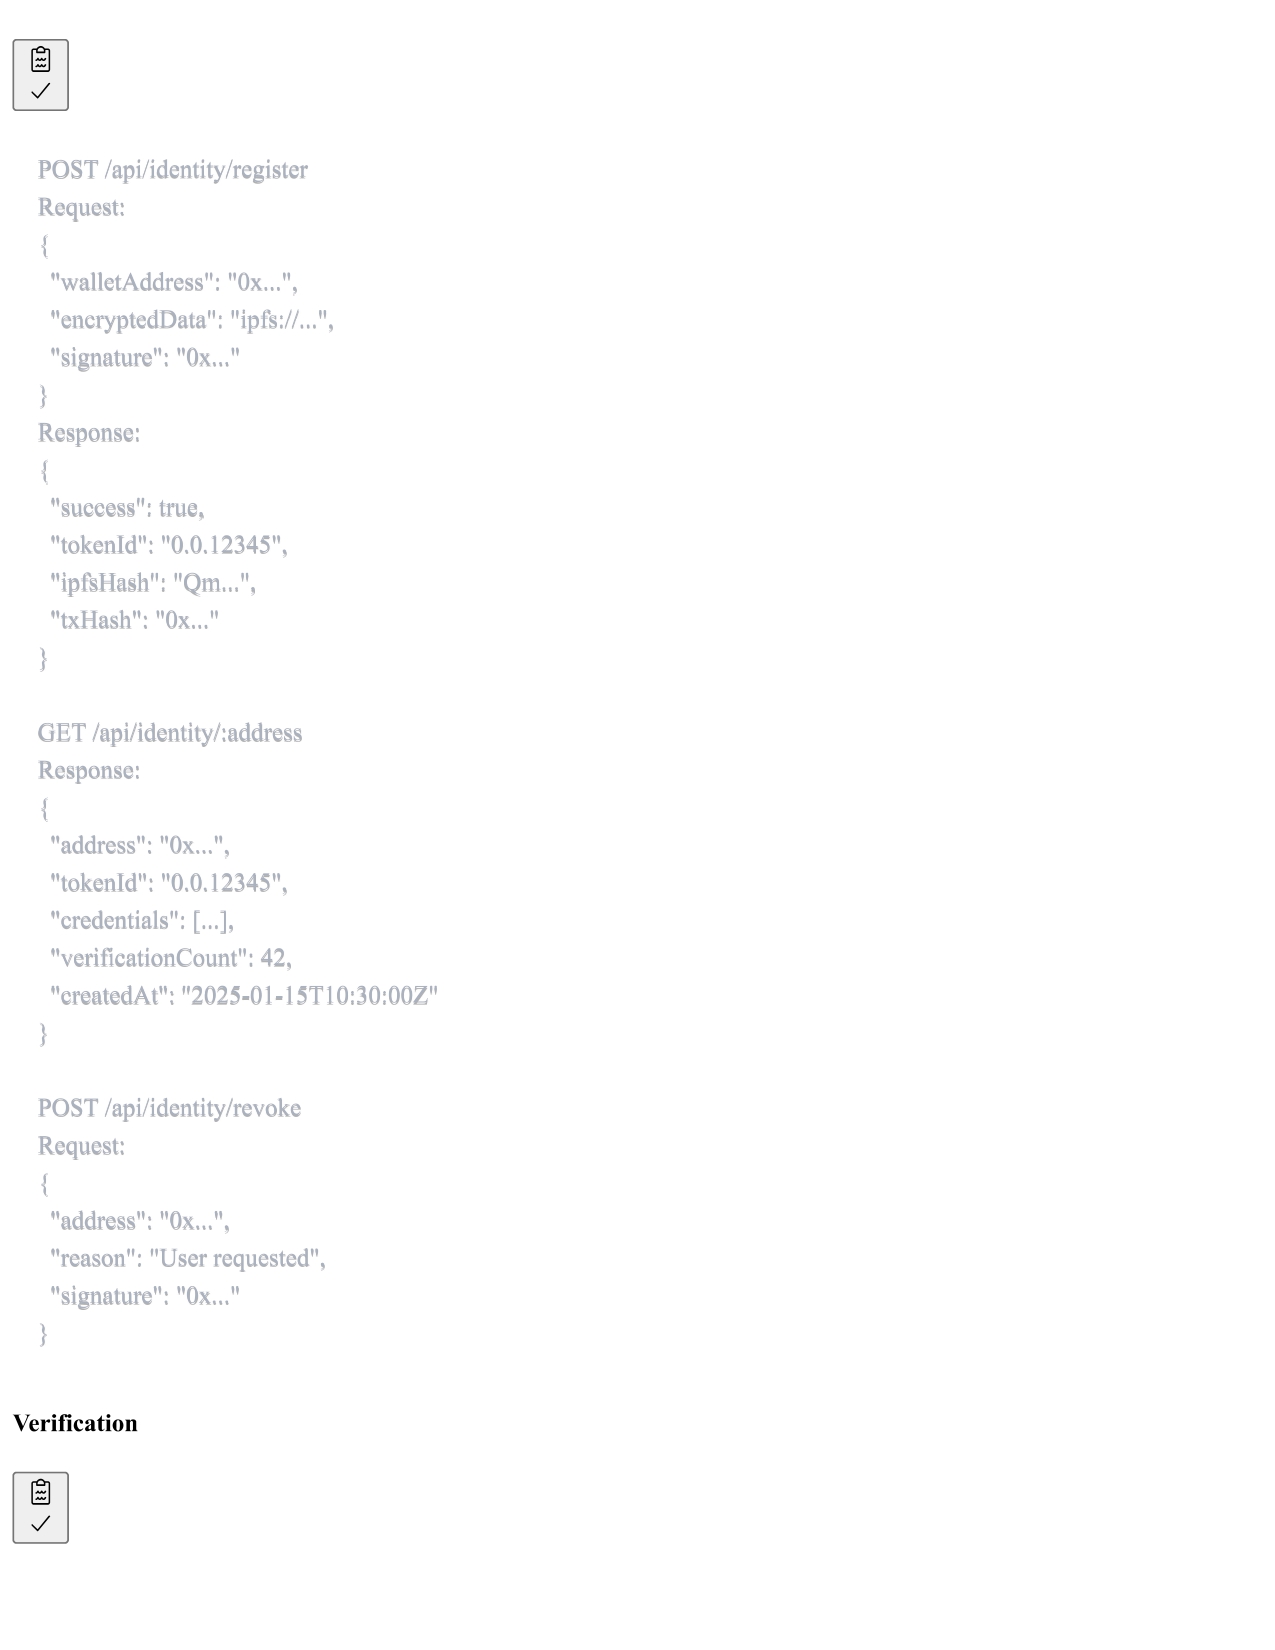 POST /api/identity/register
Request:
{
  "walletAddress": "0x...",
  "encryptedData": "ipfs://...",
  "signature": "0x..."
}
Response:
{
  "success": true,
  "tokenId": "0.0.12345",
  "ipfsHash": "Qm...",
  "txHash": "0x..."
}
GET /api/identity/:address
Response:
{
  "address": "0x...",
  "tokenId": "0.0.12345",
  "credentials": [...],
  "verificationCount": 42,
  "createdAt": "2025-01-15T10:30:00Z"
}
POST /api/identity/revoke
Request:
{
  "address": "0x...",
  "reason": "User requested",
  "signature": "0x..."
}
Verification